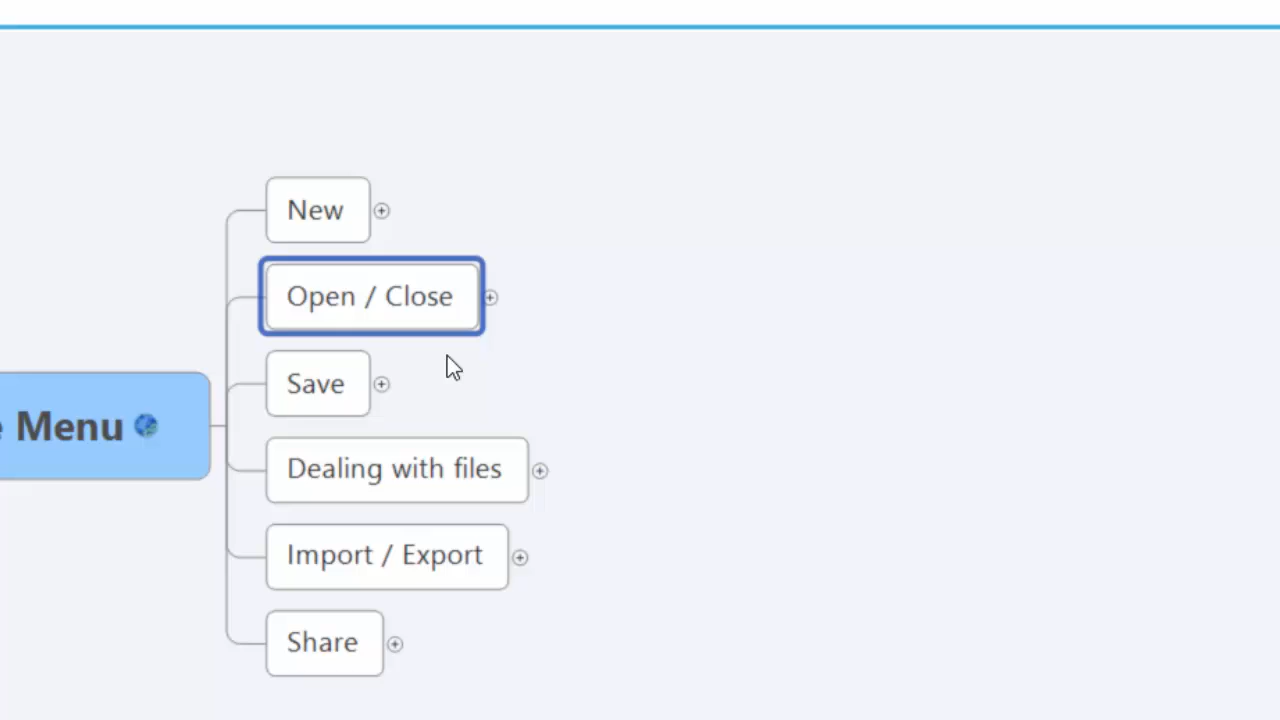 New
Open / Close
Save
Menu
Dealing with files
Import / Export
Share